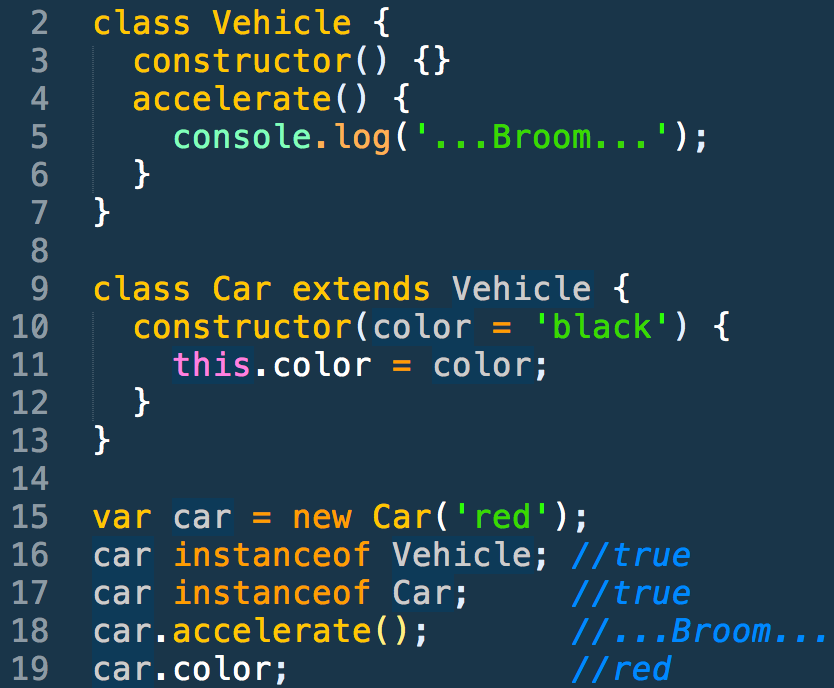 2 class Vehicle {
3   constructor() {}
4   accelerate() {
5     console.log('...Broom...');
6   }
7 }
8
9 class Car extends Vehicle {
10   constructor(color = 'black') {
11     this.color = color;
12   }
13 }
14
15 var car = new Car('red');
16 car instanceof Vehicle; //true
17 car instanceof Car;     //true
18 car.accelerate();       //...Broom...
19 car.color;              //red